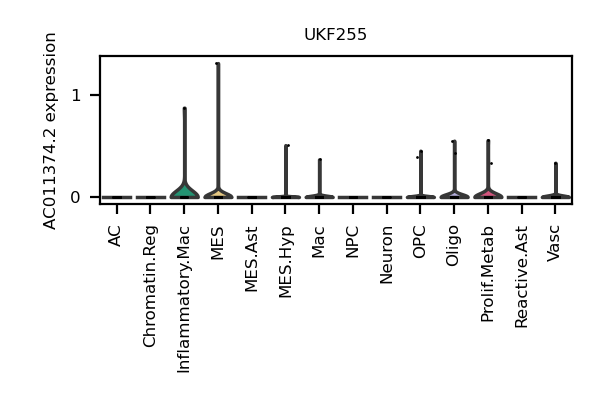 UKF255
AC011374.2 expression
1
0
AC
Chromatin.Reg
Inflammatory.Mac
MES
MES.Ast
MES.Hyp
Mac
NPC
Neuron
OPC
Oligo
Prolif.Metab
Reactive.Ast
Vasc